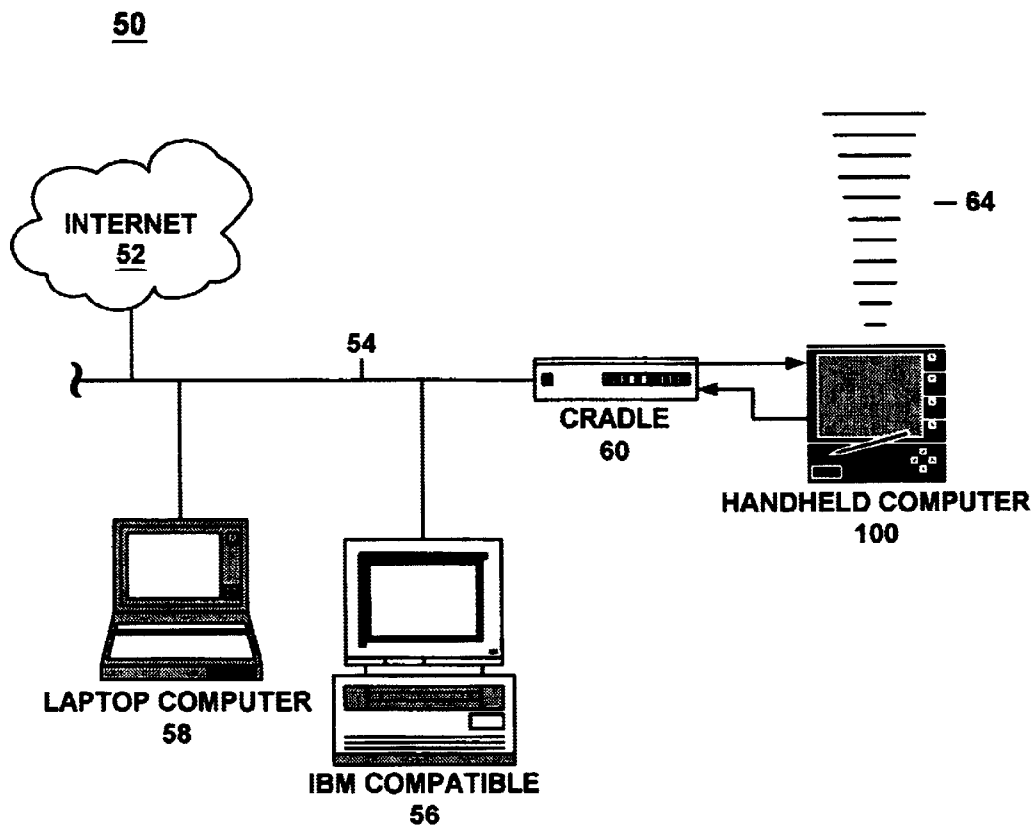 50
INTERNET
52
64
54
CRADLE
60
HANDHELD COMPUTER
100
LAPTOP COMPUTER
58
IBM COMPATIBLE
56